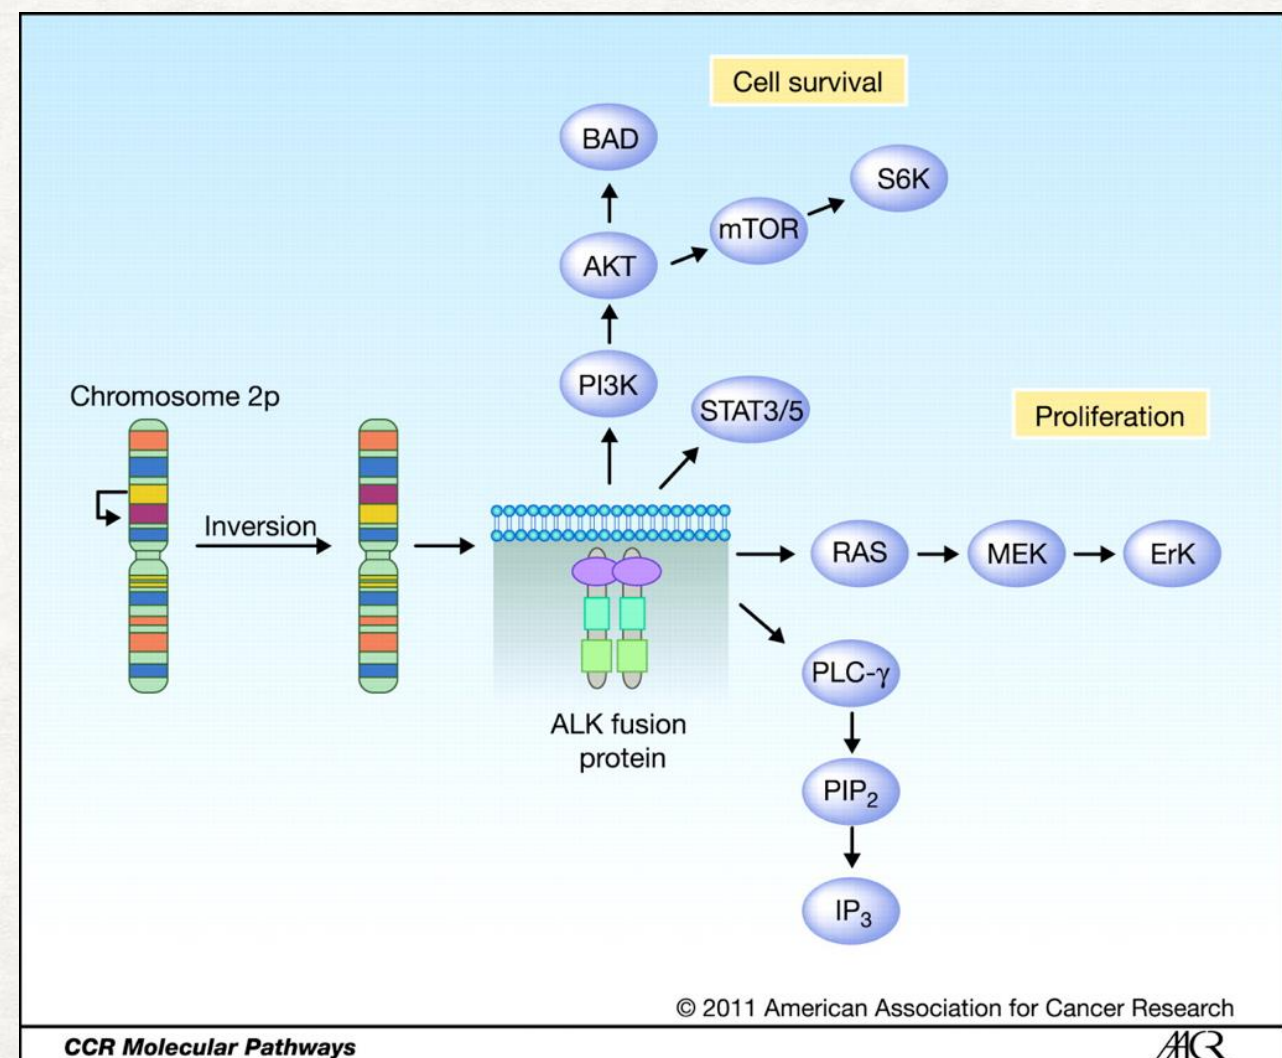 Cell survival
BAD
S6K
mTOR
AKT
PI3K
STAT3/5
Chromosome 2p
Proliferation
Inversion
RAS
MEK
ErK
PLC-γ
ALK fusion
protein
PIP₂
IP₃
© 2011 American Association for Cancer Research
CCR Molecular Pathways
AACR